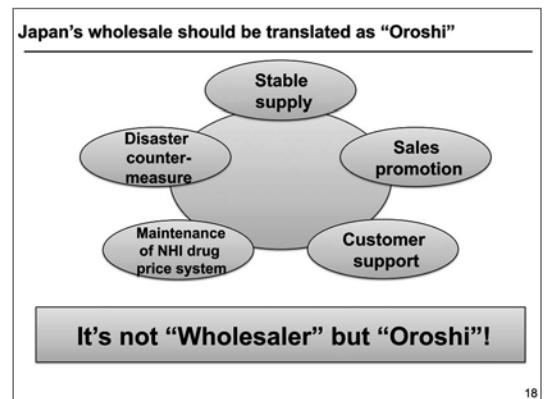 Japan's wholesale should be translated as “Oroshi”
Stable
supply
Disaster
counter-
measure
Sales
promotion
Maintenance
of NHI drug
price system
Customer
support
It's not “Wholesaler” but “Oroshi”!
18